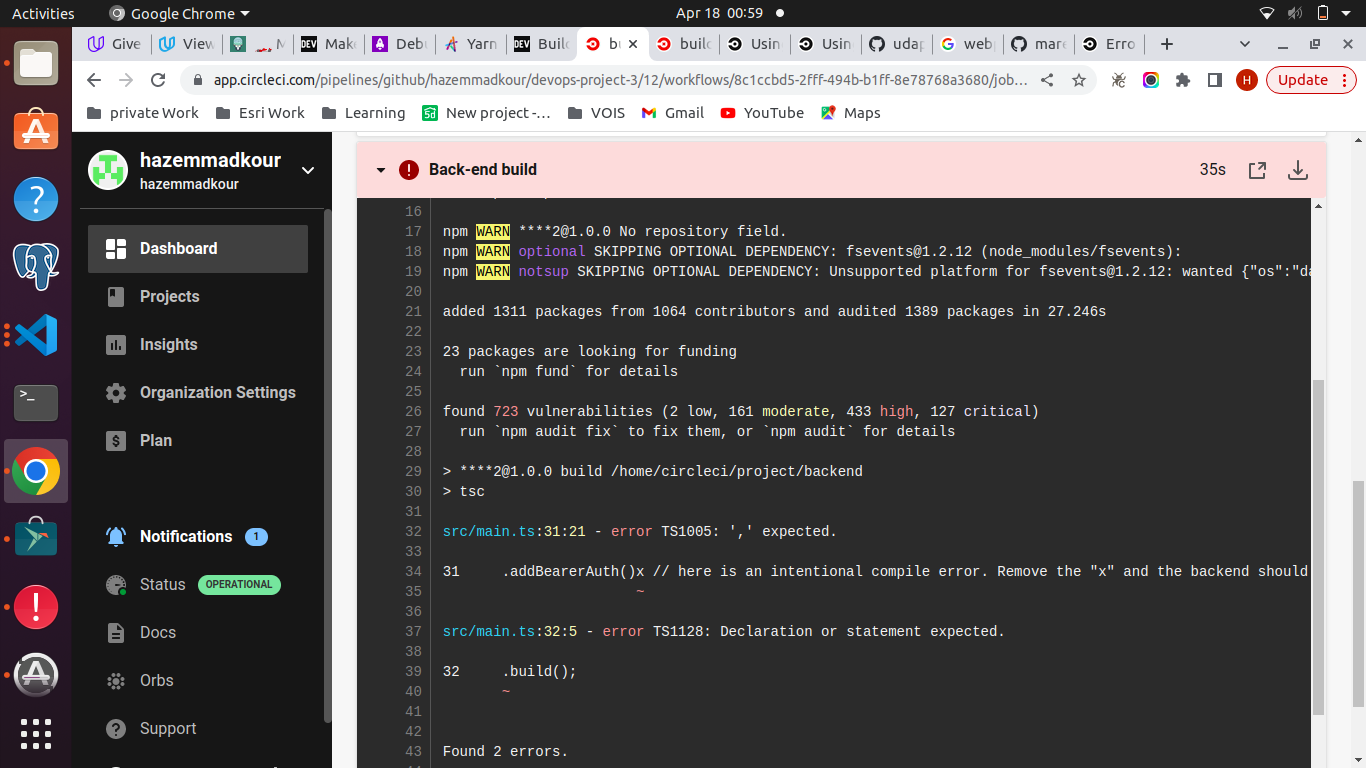 Activities
Google Chrome
Apr 18 00:59
Give
View
M
DEV Mak
Deb
Yarn
DEV Build
bu
build
Usin
Usin
udap
web
mar
Erro
app.circleci.com/pipelines/github/hazemmadkour/devops-project-3/12/workflows/8c1ccbd5-2fff-494b-b1ff-8e78768a3680/job...
H
Update
private Work
Esri Work
Learning
New project -...
VOIS
Gmail
YouTube
Maps
hazemmadkour
hazemmadkour
Dashboard
Projects
Insights
Organization Settings
Plan
Notifications 1
Status OPERATIONAL
Docs
Orbs
Support
Back-end build
35s
16
17 npm WARN ****2@1.0.0 No repository field.
18 npm WARN optional SKIPPING OPTIONAL DEPENDENCY: fsevents@1.2.12 (node_modules/fsevents):
19 npm WARN notsup SKIPPING OPTIONAL DEPENDENCY: Unsupported platform for fsevents@1.2.12: wanted {"os":"da
20
21 added 1311 packages from 1064 contributors and audited 1389 packages in 27.246s
22
23 23 packages are looking for funding
24 run `npm fund` for details
25
26 found 723 vulnerabilities (2 low, 161 moderate, 433 high, 127 critical)
27 run `npm audit fix` to fix them, or `npm audit` for details
28
29 > ****2@1.0.0 build /home/circleci/project/backend
30 > tsc
31
32 src/main.ts:31:21 - error TS1005: ',' expected.
33
34 31 .addBearerAuth()x // here is an intentional compile error. Remove the "x" and the backend should
35 ~
36
37 src/main.ts:32:5 - error TS1128: Declaration or statement expected.
38
39 32 .build();
40 ~
41
42
43 Found 2 errors.